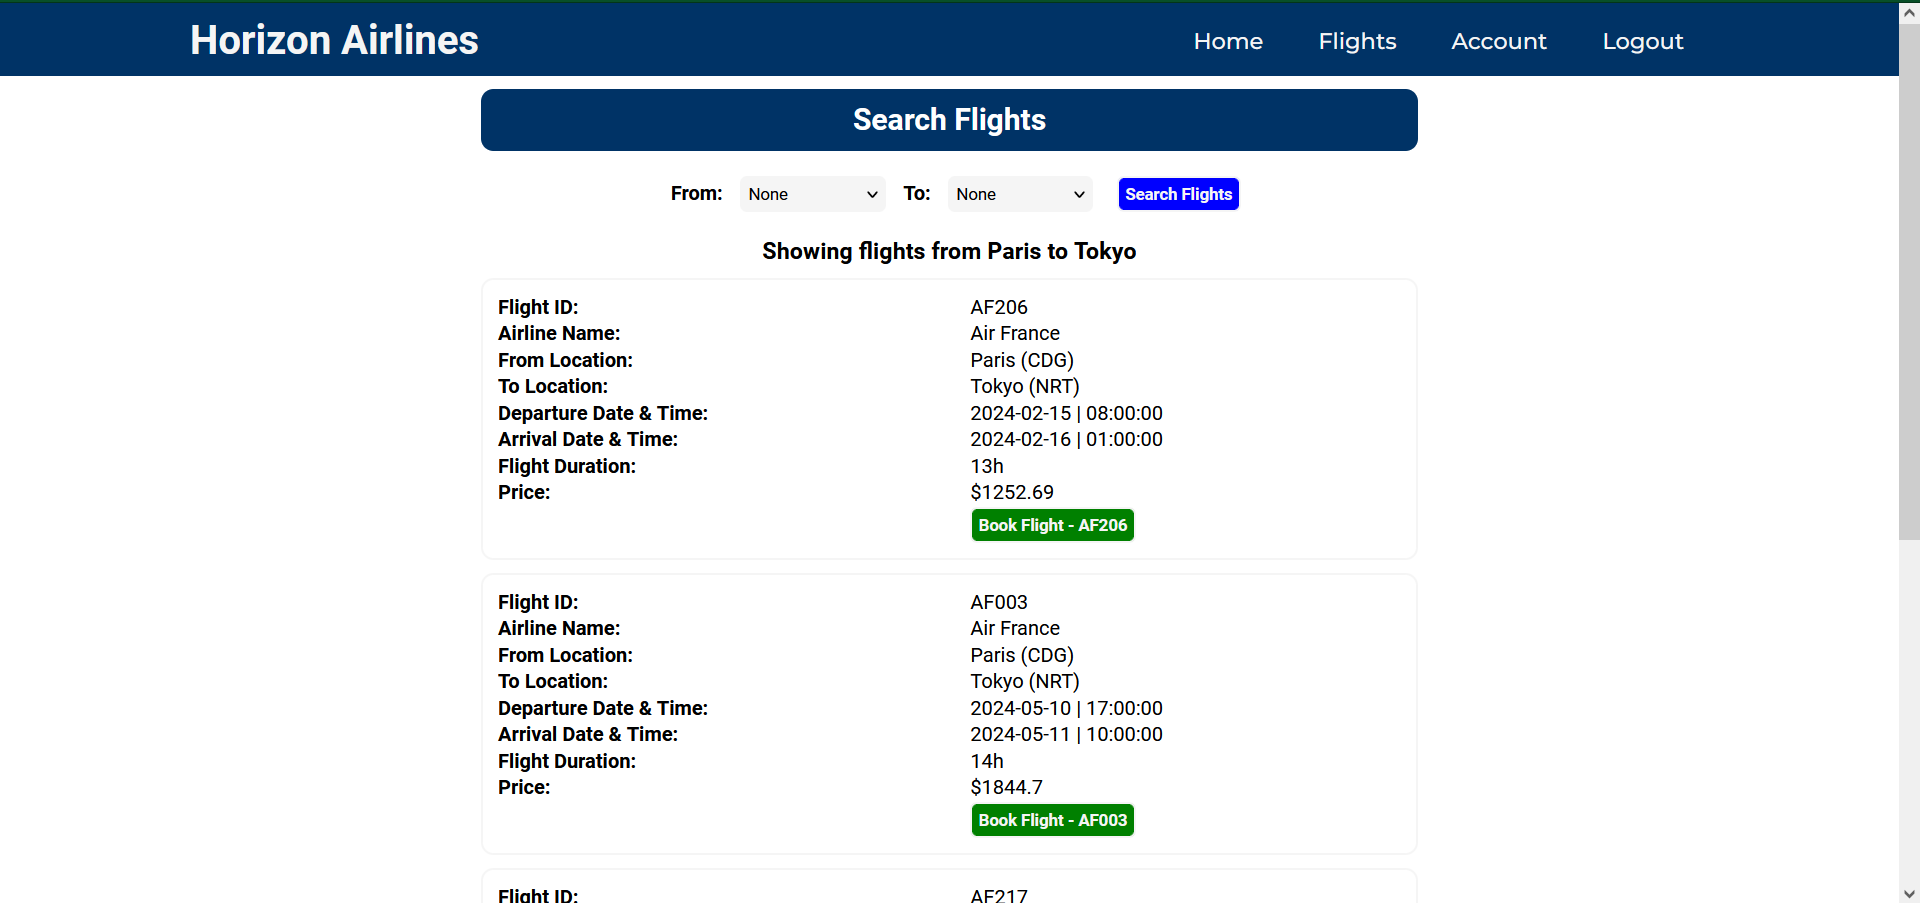 Horizon Airlines Home Flights Account Logout
Search Flights
From: None To: None Search Flights
Showing flights from Paris to Tokyo
Flight ID: AF206
Airline Name: Air France
From Location: Paris (CDG)
To Location: Tokyo (NRT)
Departure Date & Time: 2024-02-15 | 08:00:00
Arrival Date & Time: 2024-02-16 | 01:00:00
Flight Duration: 13h
Price: $1252.69
Book Flight - AF206
Flight ID: AF003
Airline Name: Air France
From Location: Paris (CDG)
To Location: Tokyo (NRT)
Departure Date & Time: 2024-05-10 | 17:00:00
Arrival Date & Time: 2024-05-11 | 10:00:00
Flight Duration: 14h
Price: $1844.7
Book Flight - AF003
Flight ID: AF217